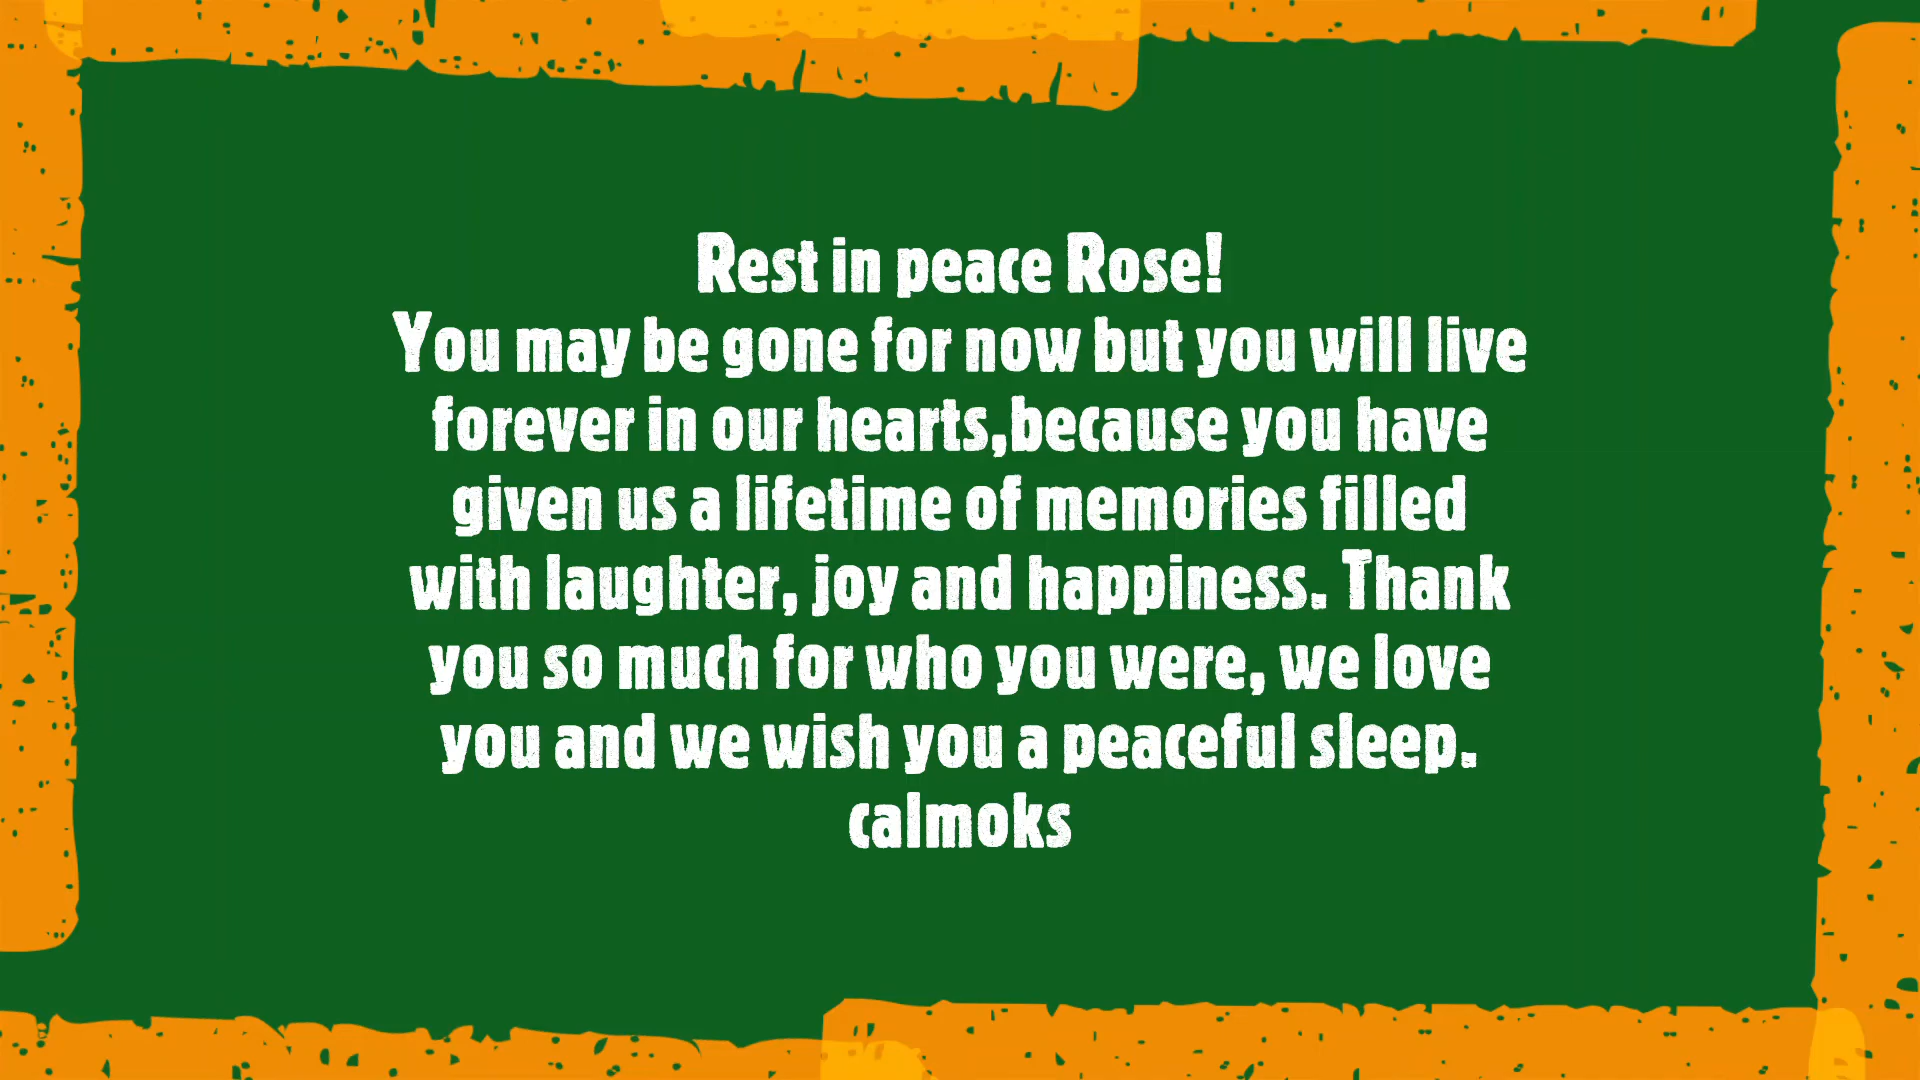 Rest in peace Rose!
You may be gone for now but you will live
forever in our hearts,because you have
given us a lifetime of memories filled
with laughter, joy and happiness. Thank
you so much for who you were, we love
you and we wish you a peaceful sleep.
calmoks